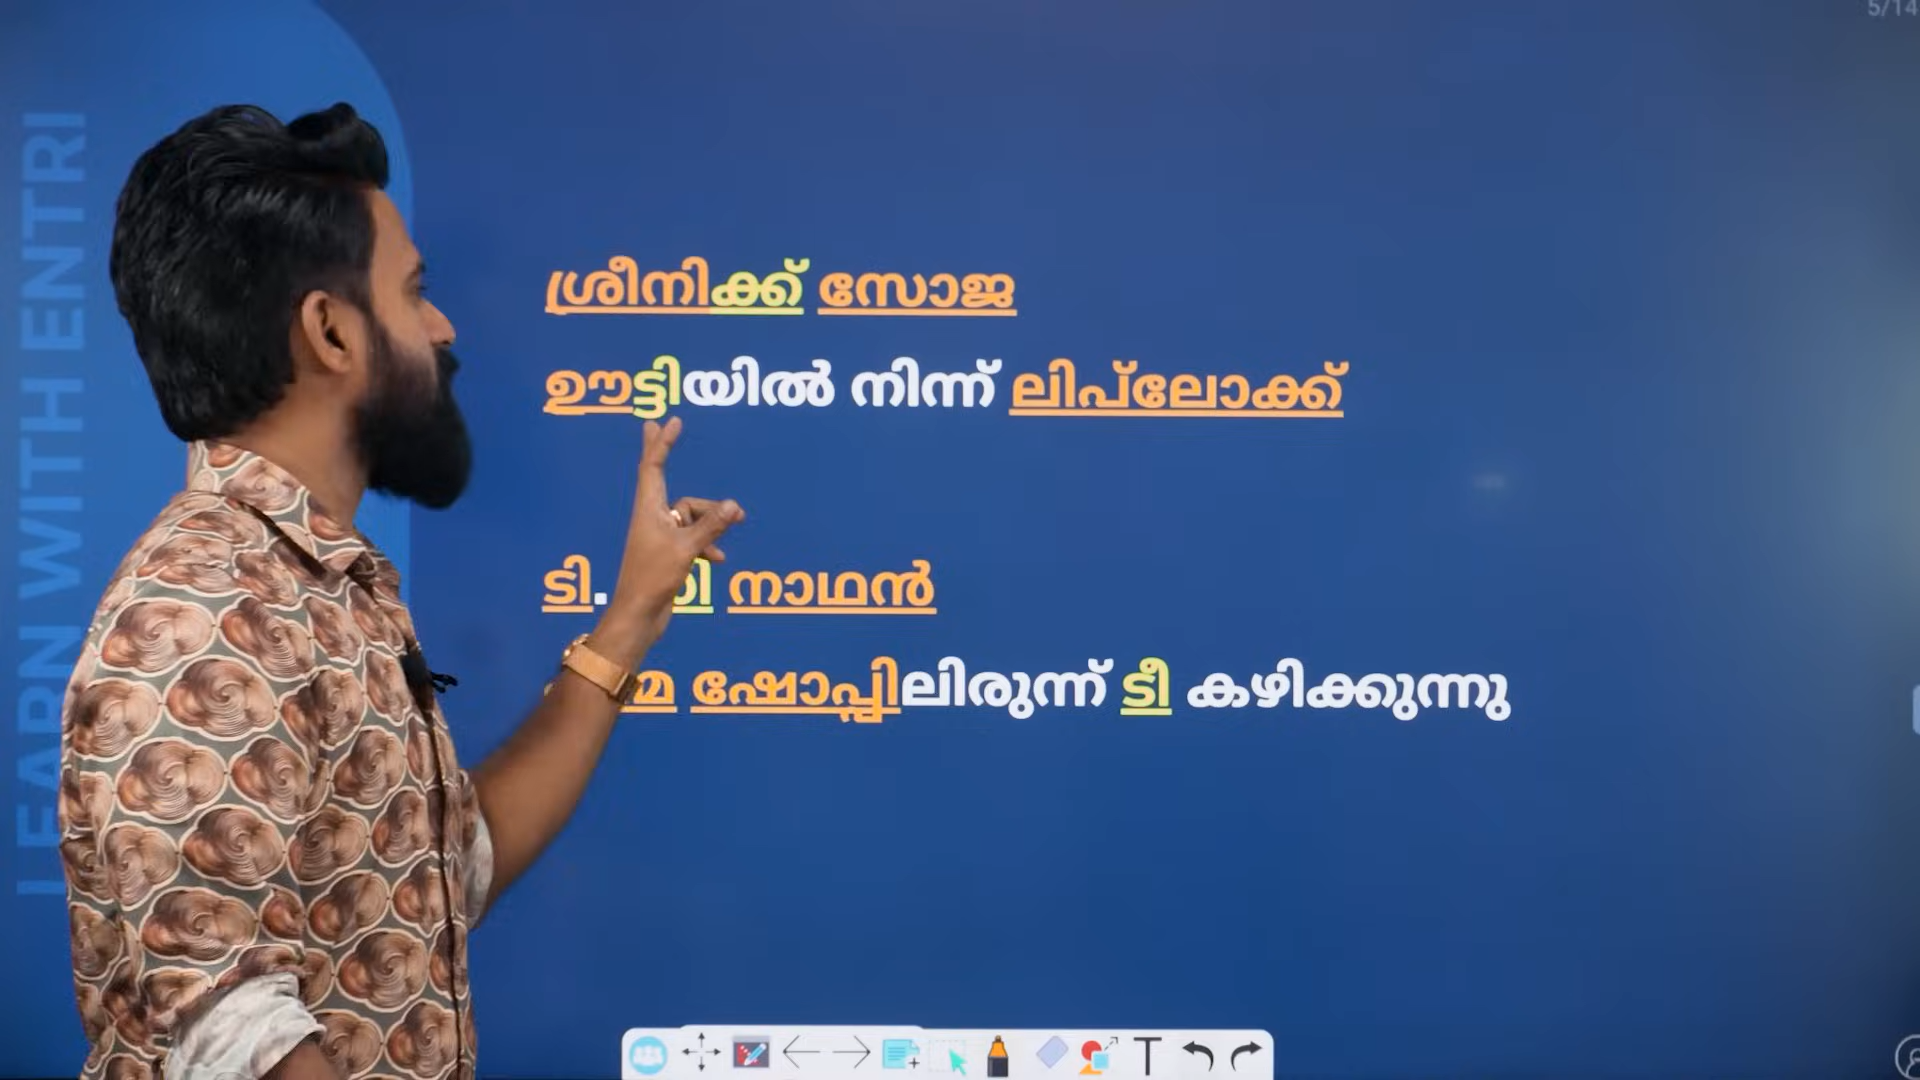 5/14
LEARN WITH ENTRI
ശ്രീനിക്ക് സോജ
ഊട്ടിയിൽ നിന്ന് ലിപ്ലോക്ക്
ടി. നാഥൻ
ഷോപ്പിലിരുന്ന് ടീ കഴിക്കുന്നു
T